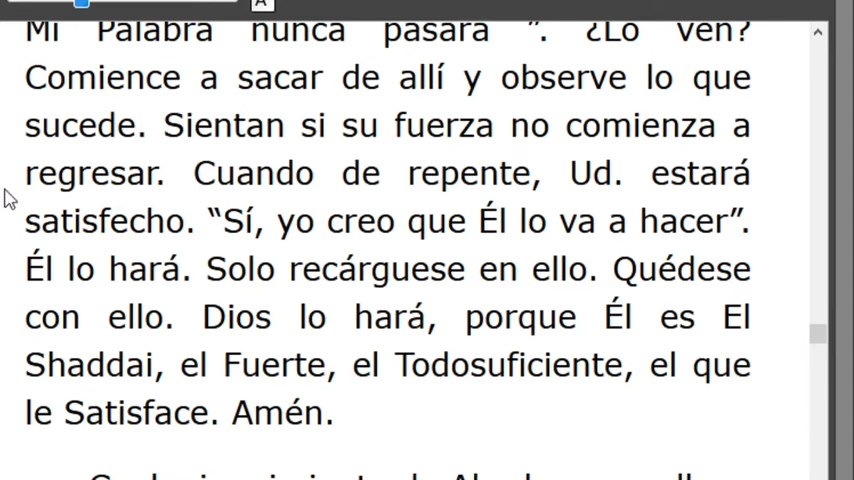 A
Mi Palabra nunca pasará ”. ¿Lo ven?
Comience a sacar de allí y observe lo que
sucede. Sientan si su fuerza no comienza a
regresar. Cuando de repente, Ud. estará
satisfecho. “Sí, yo creo que Él lo va a hacer”.
Él lo hará. Solo recárguese en ello. Quédese
con ello. Dios lo hará, porque Él es El
Shaddai, el Fuerte, el Todosuficiente, el que
le Satisface. Amén.